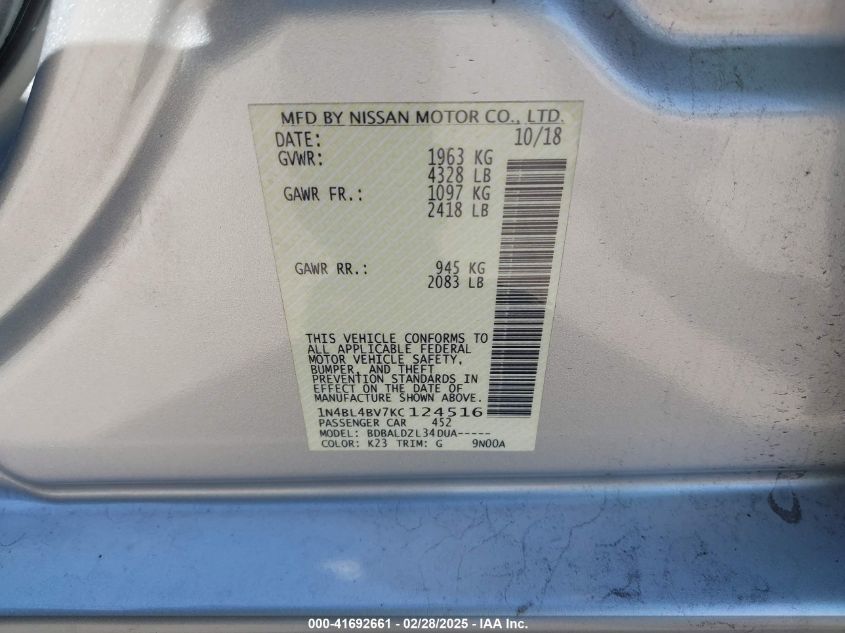 MFD BY NISSAN MOTOR CO., LTD.
DATE: 10/18
GVWR: 1963 KG
4328 LB
GAWR FR.: 1097 KG
2418 LB
GAWR RR.: 945 KG
2083 LB
THIS VEHICLE CONFORMS TO
ALL APPLICABLE FEDERAL
MOTOR VEHICLE SAFETY,
BUMPER, AND THEFT
PREVENTION STANDARDS IN
EFFECT ON THE DATE OF
MANUFACTURE SHOWN ABOVE.
1N4BL4BV7KC124516
PASSENGER CAR 452
MODEL: BDBALDZL34DUA-----
COLOR: K23 TRIM: G 9N00A
000-41692661 - 02/28/2025 - IAA Inc.